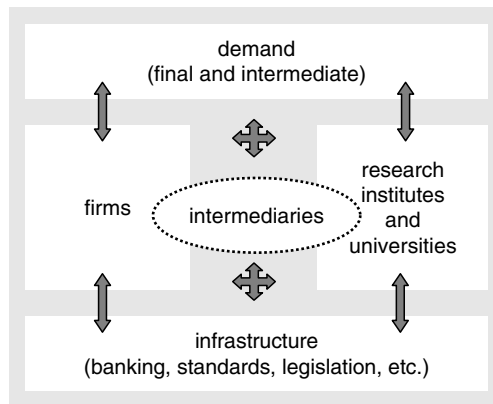 demand
(final and intermediate)
firms
intermediaries
research
institutes
and
universities
infrastructure
(banking, standards, legislation, etc.)